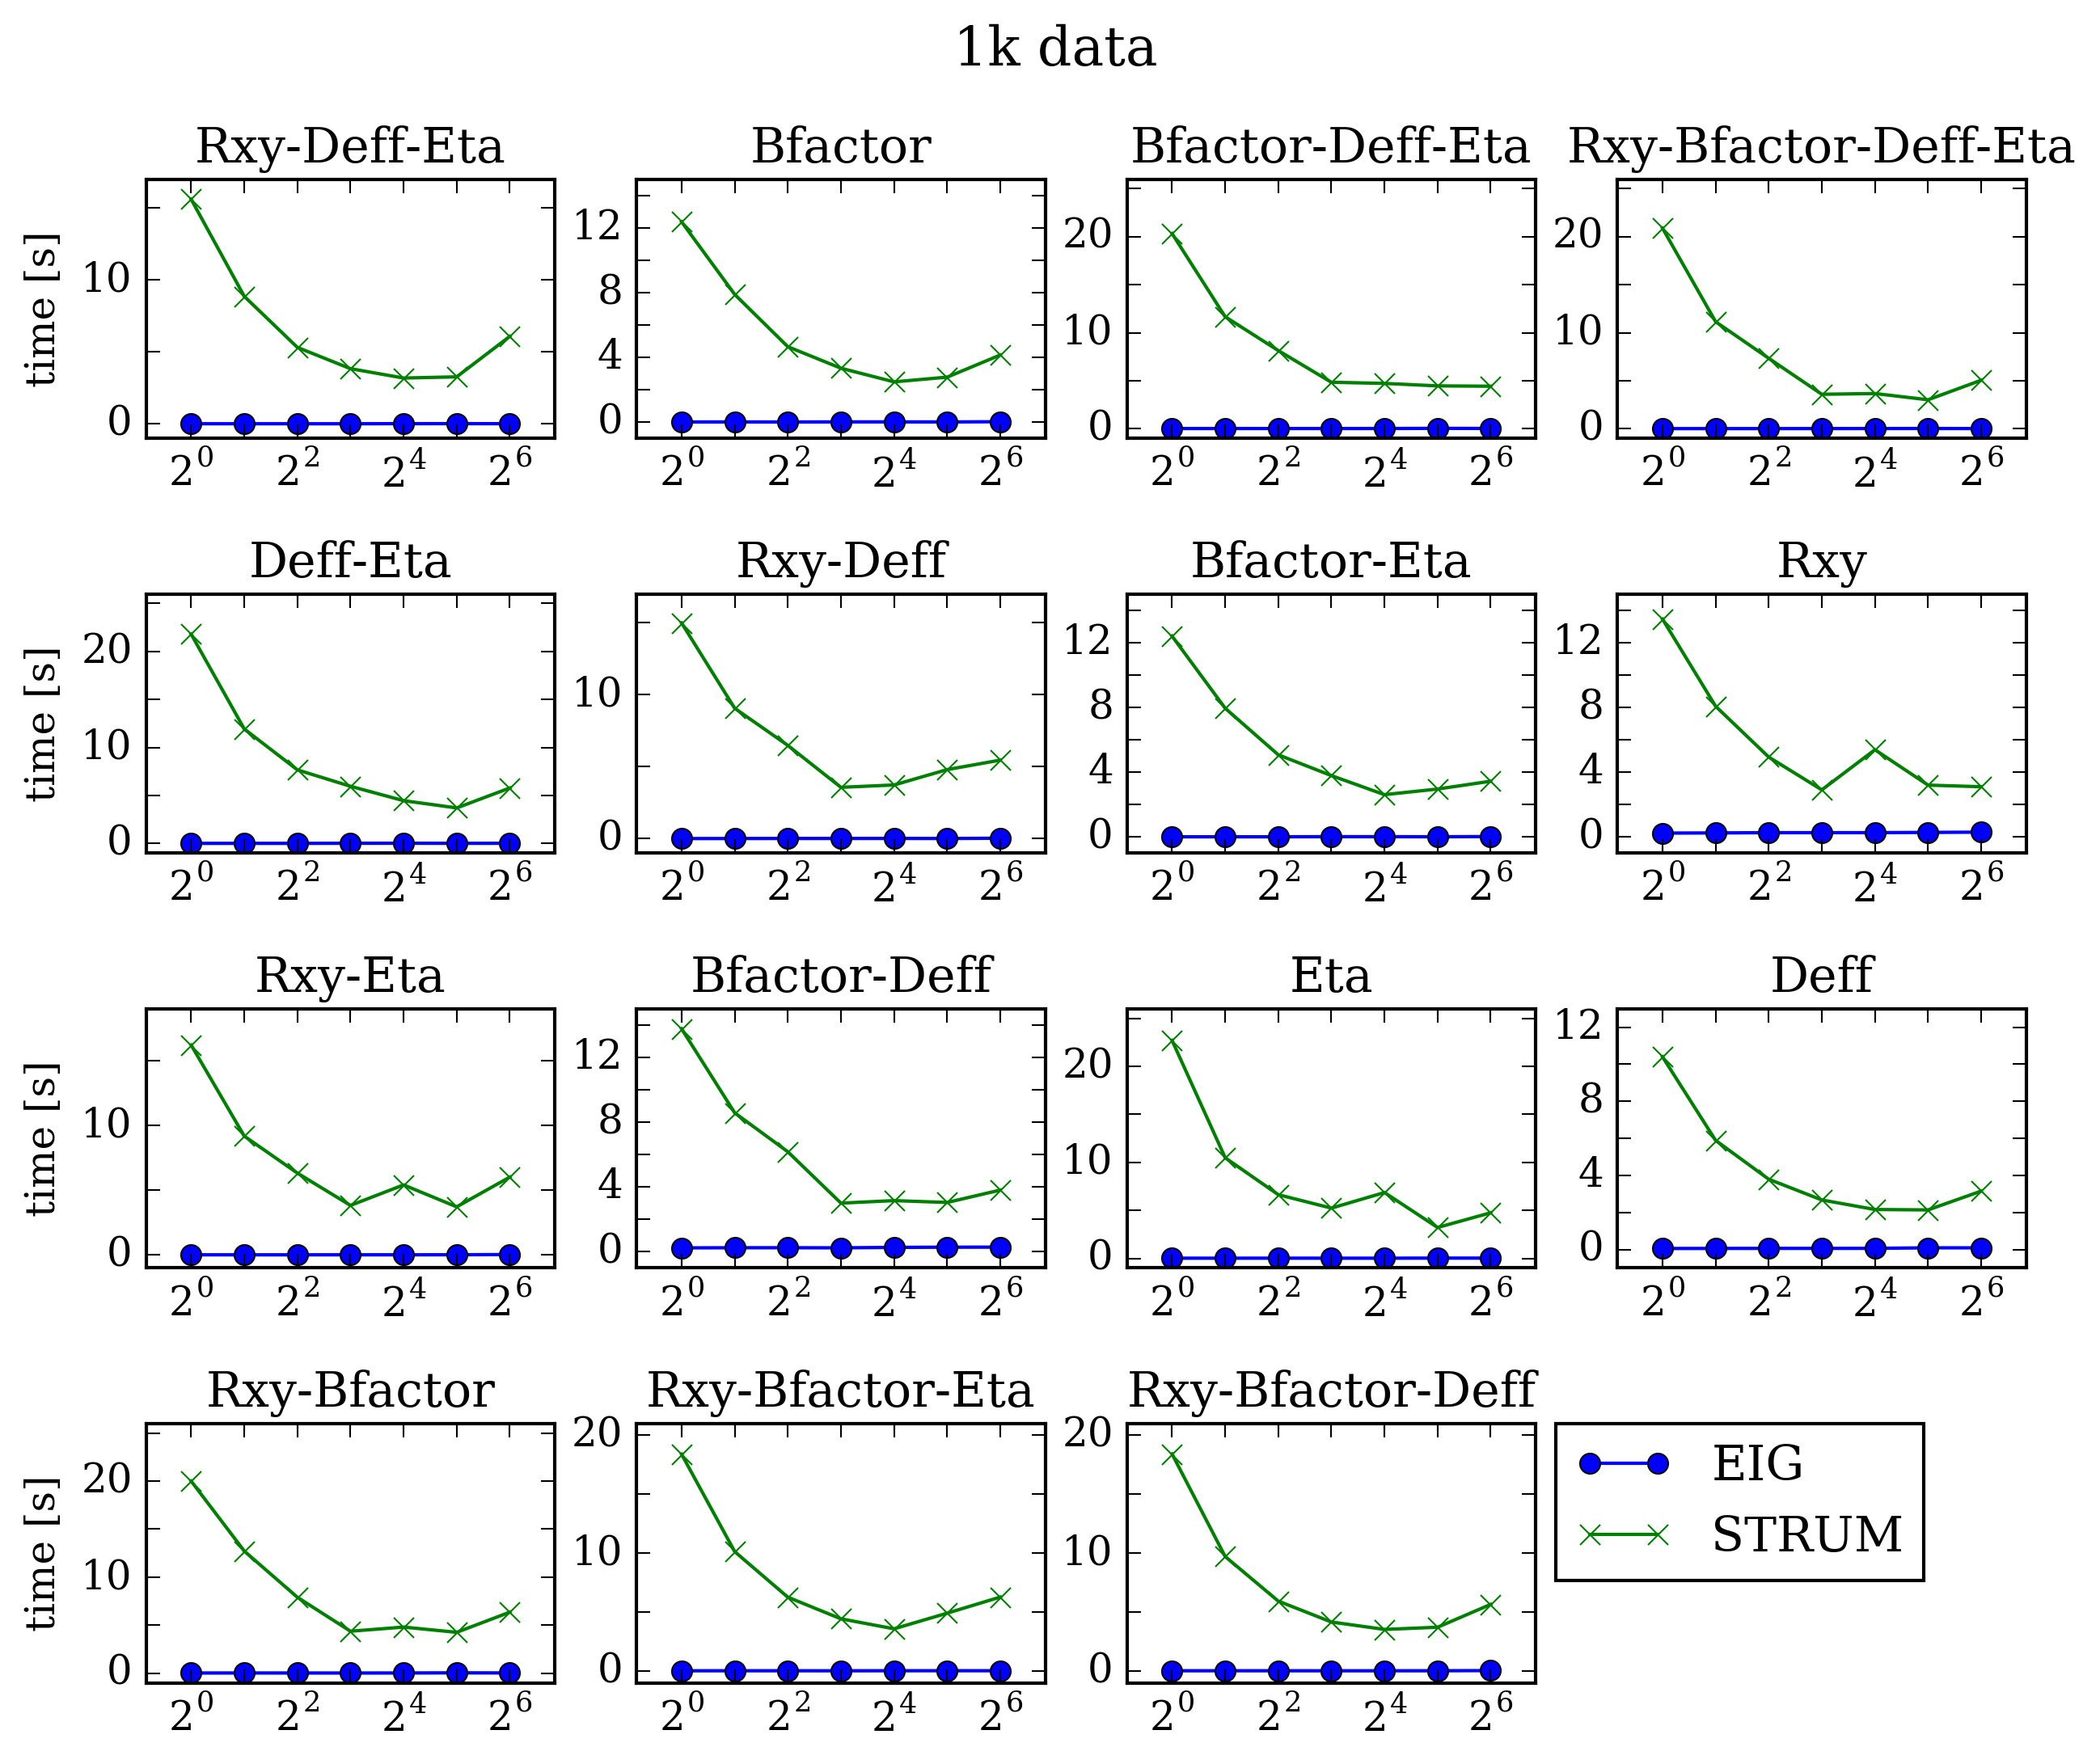 1k data
Rxy-Deff-Eta
Bfactor
Bfactor-Deff-Eta
Rxy-Bfactor-Deff-Eta
time [s]
10
0
2^0 2^2 2^4 2^6
12
8
4
0
2^0 2^2 2^4 2^6
20
10
0
2^0 2^2 2^4 2^6
20
10
0
2^0 2^2 2^4 2^6
Deff-Eta
Rxy-Deff
Bfactor-Eta
Rxy
time [s]
20
10
0
2^0 2^2 2^4 2^6
10
0
2^0 2^2 2^4 2^6
12
8
4
0
2^0 2^2 2^4 2^6
12
8
4
0
2^0 2^2 2^4 2^6
Rxy-Eta
Bfactor-Deff
Eta
Deff
time [s]
10
0
2^0 2^2 2^4 2^6
12
8
4
0
2^0 2^2 2^4 2^6
20
10
0
2^0 2^2 2^4 2^6
12
8
4
0
2^0 2^2 2^4 2^6
Rxy-Bfactor
Rxy-Bfactor-Eta
Rxy-Bfactor-Deff
time [s]
20
10
0
2^0 2^2 2^4 2^6
20
10
0
2^0 2^2 2^4 2^6
20
10
0
2^0 2^2 2^4 2^6
EIG
STRUM